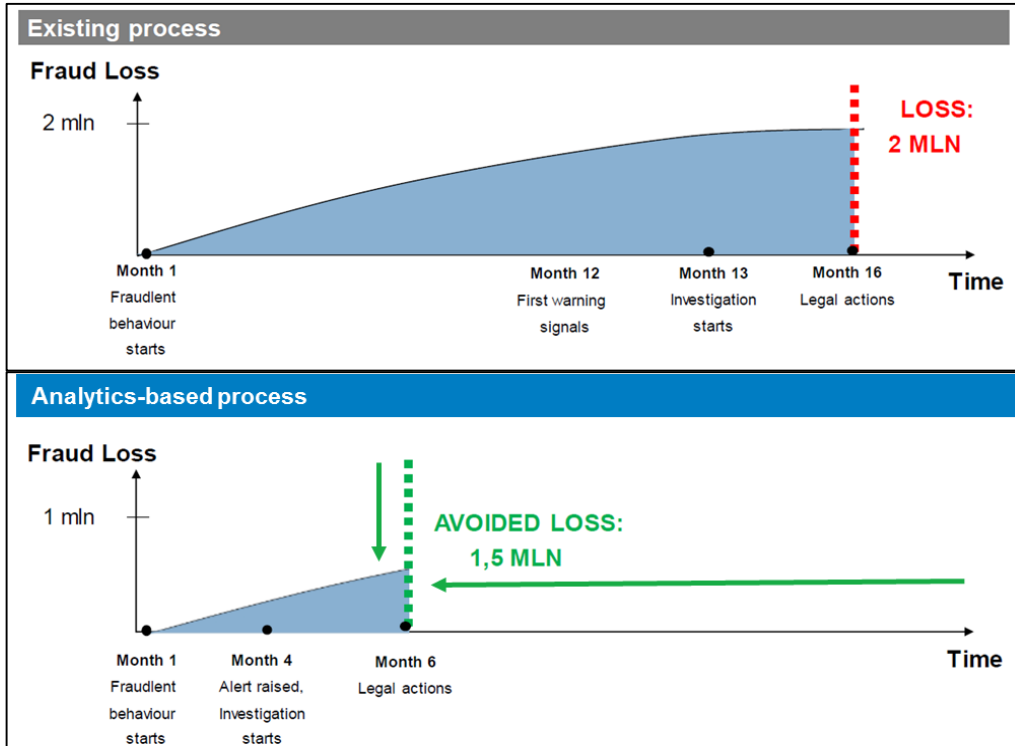 Existing process
Fraud Loss
2 mln
LOSS:
2 MLN
Month 1
Fraudlent
behaviour
starts
Month 12
First warning
signals
Month 13
Investigation
starts
Month 16
Legal actions
Time
Analytics-based process
Fraud Loss
1 mln
AVOIDED LOSS:
1,5 MLN
Month 1
Fraudlent
behaviour
starts
Month 4
Alert raised,
Investigation
starts
Month 6
Legal actions
Time